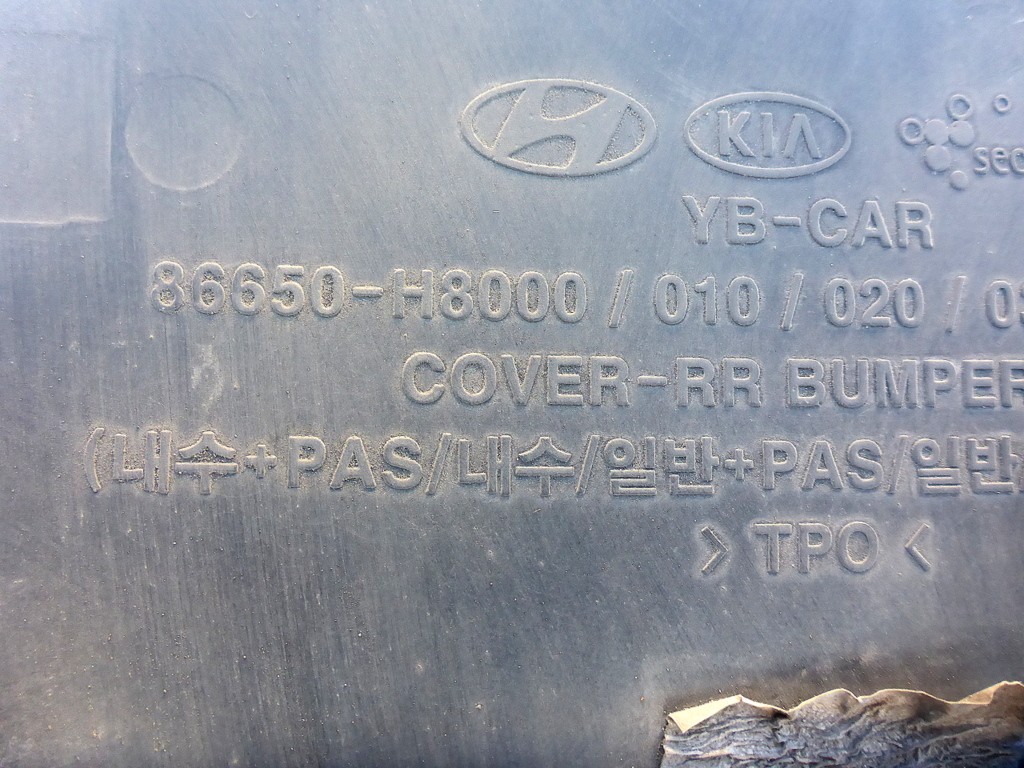 KIA
YB-CAR
86650-H8000 / 010 / 020 /
COVER-RR BUMPER
(내수+PAS/내수/일반+PAS/일반
> TPO <